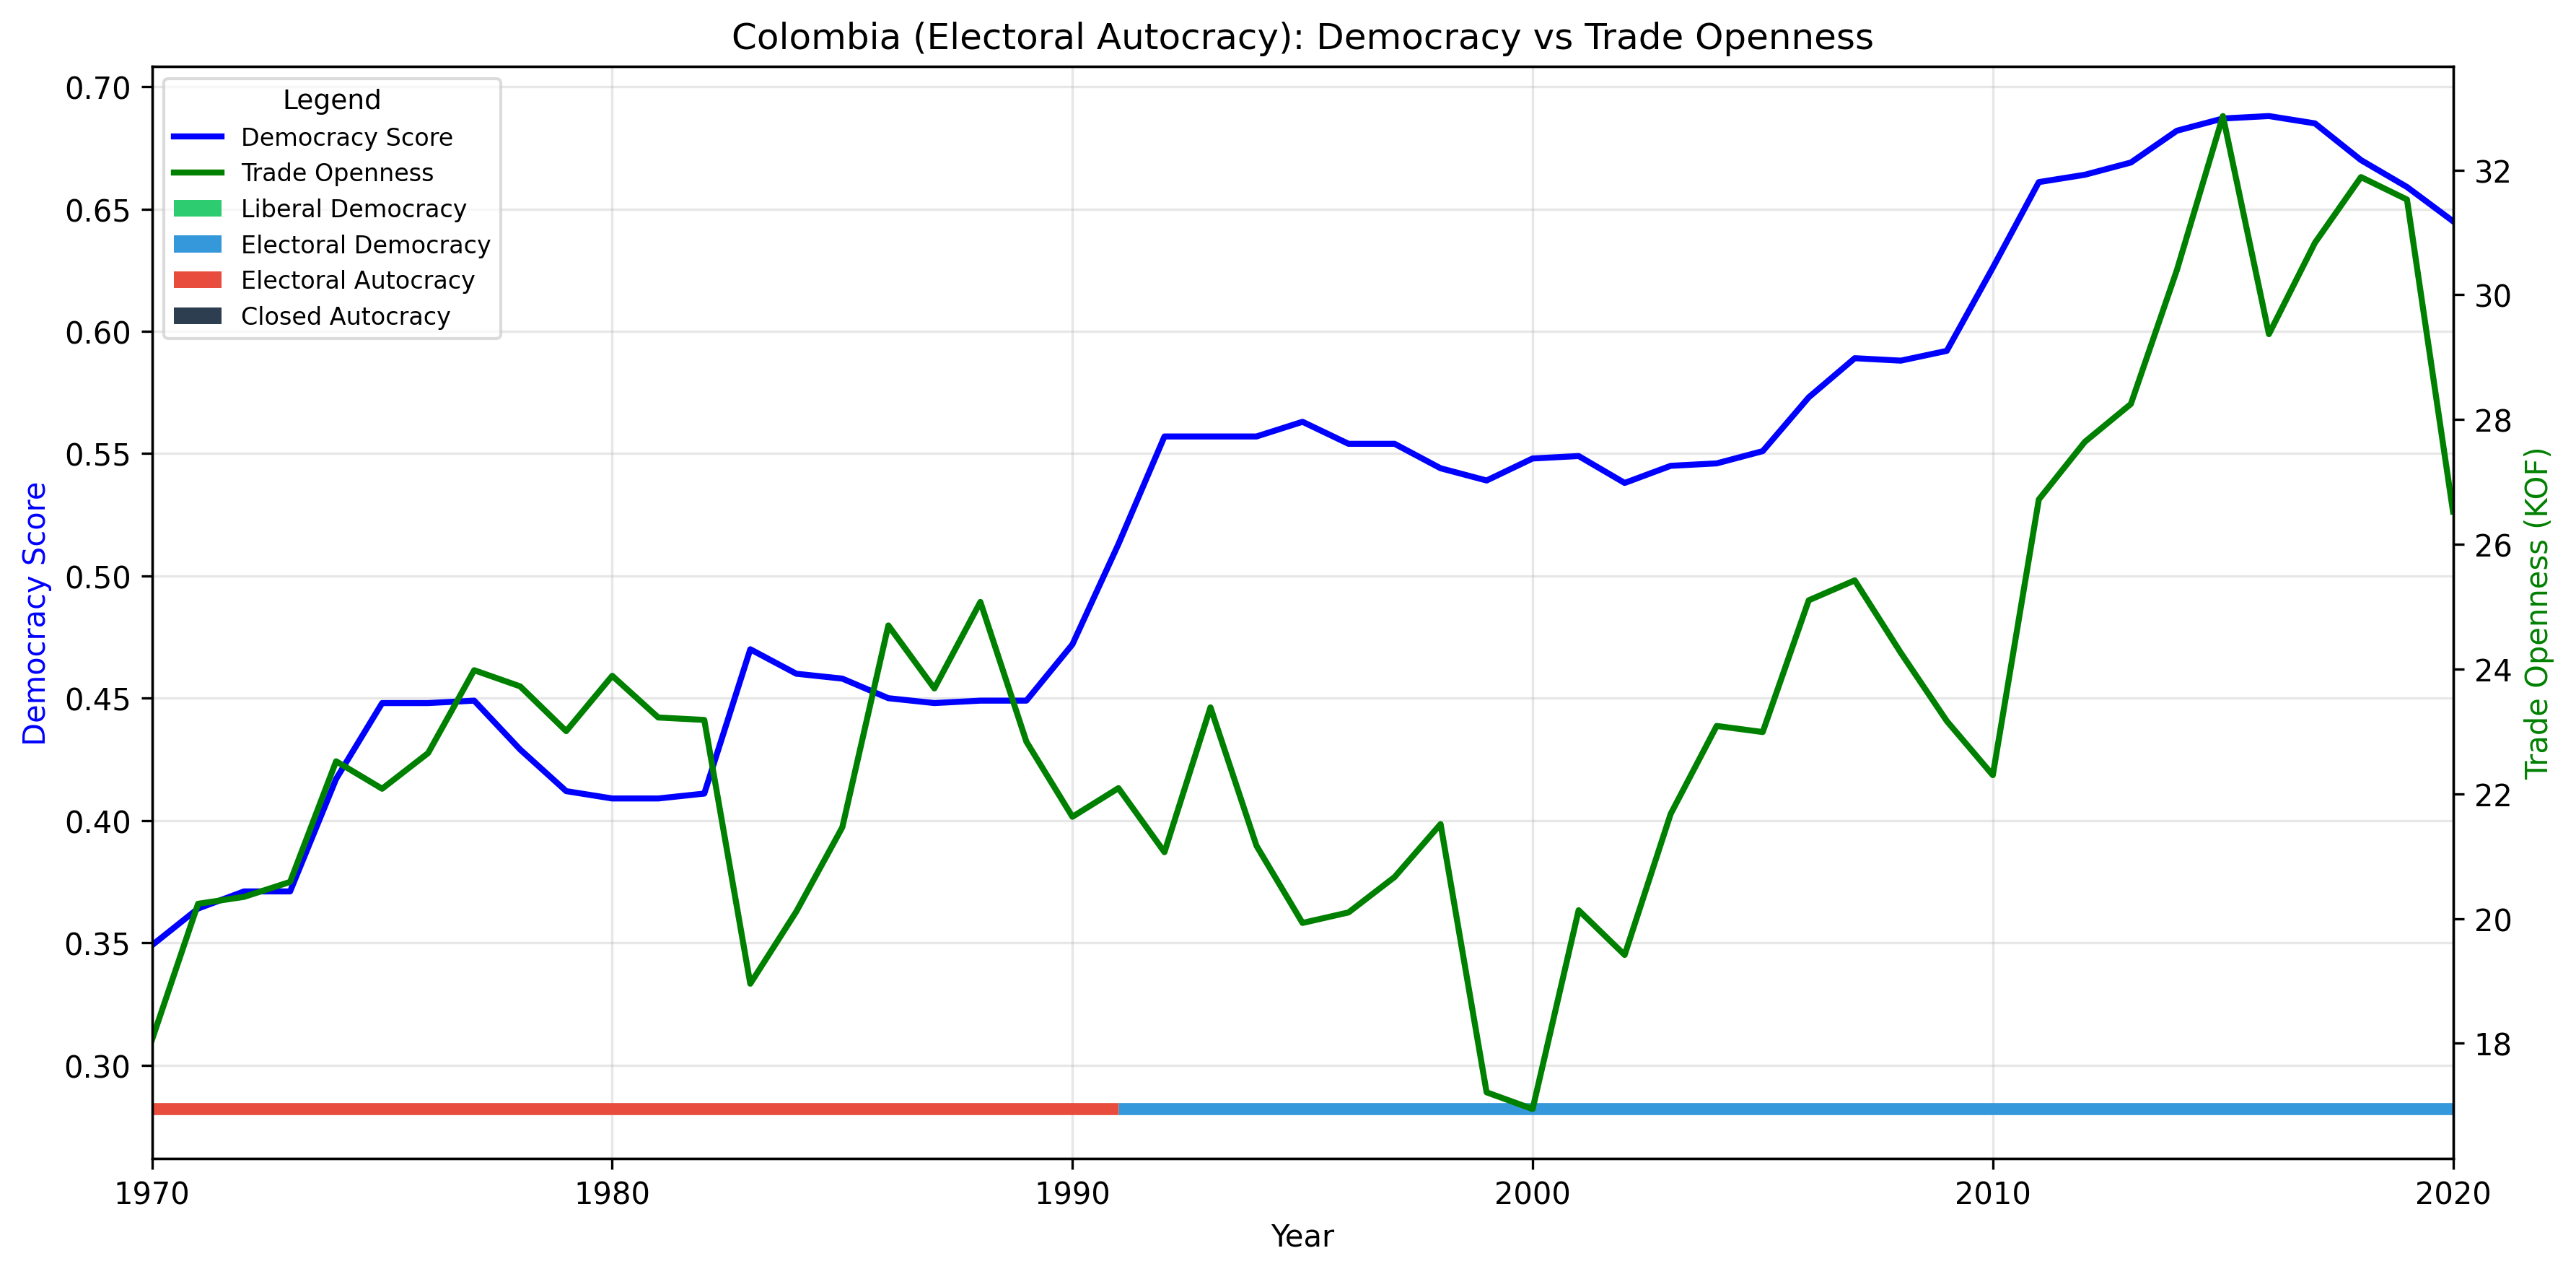 Colombia (Electoral Autocracy): Democracy vs Trade Openness
Legend
Democracy Score
Trade Openness
Liberal Democracy
Electoral Democracy
Electoral Autocracy
Closed Autocracy
0.70
0.65
0.60
0.55
0.50
0.45
0.40
0.35
0.30
Democracy Score
32
30
28
26
24
22
20
18
Trade Openness (KOF)
1970 1980 1990 2000 2010 2020
Year